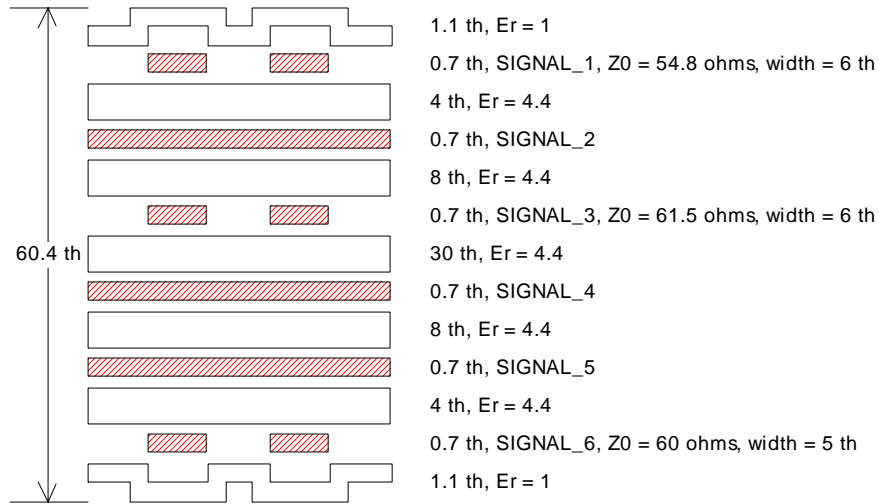 1.1 th, Er = 1
0.7 th, SIGNAL_1, Z0 = 54.8 ohms, width = 6 th
4 th, Er = 4.4
0.7 th, SIGNAL_2
8 th, Er = 4.4
0.7 th, SIGNAL_3, Z0 = 61.5 ohms, width = 6 th
60.4 th
30 th, Er = 4.4
0.7 th, SIGNAL_4
8 th, Er = 4.4
0.7 th, SIGNAL_5
4 th, Er = 4.4
0.7 th, SIGNAL_6, Z0 = 60 ohms, width = 5 th
1.1 th, Er = 1